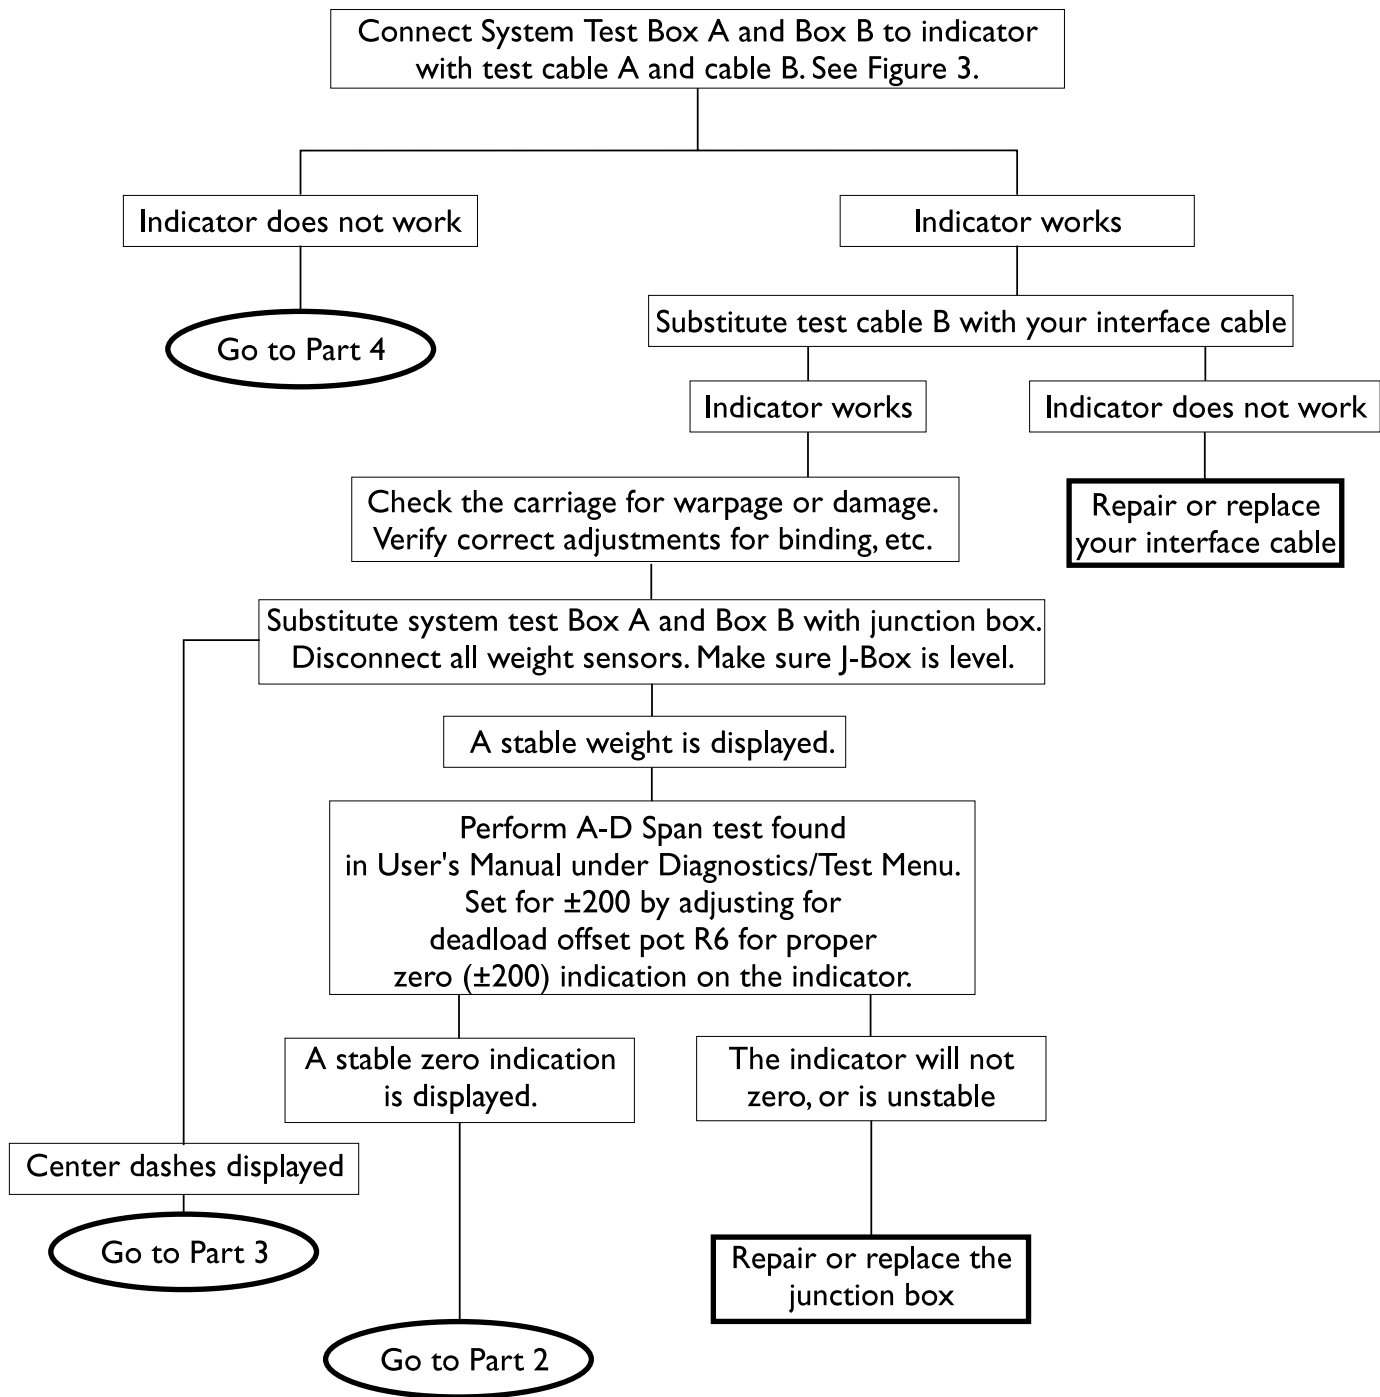 Connect System Test Box A and Box B to indicator
with test cable A and cable B. See Figure 3.
Indicator does not work
Indicator works
Go to Part 4
Substitute test cable B with your interface cable
Indicator works
Indicator does not work
Check the carriage for warpage or damage.
Verify correct adjustments for binding, etc.
Repair or replace
your interface cable
Substitute system test Box A and Box B with junction box.
Disconnect all weight sensors. Make sure J-Box is level.
A stable weight is displayed.
Perform A-D Span test found
in User's Manual under Diagnostics/Test Menu.
Set for ±200 by adjusting for
deadload offset pot R6 for proper
zero (±200) indication on the indicator.
A stable zero indication
is displayed.
The indicator will not
zero, or is unstable
Center dashes displayed
Go to Part 3
Repair or replace the
junction box
Go to Part 2